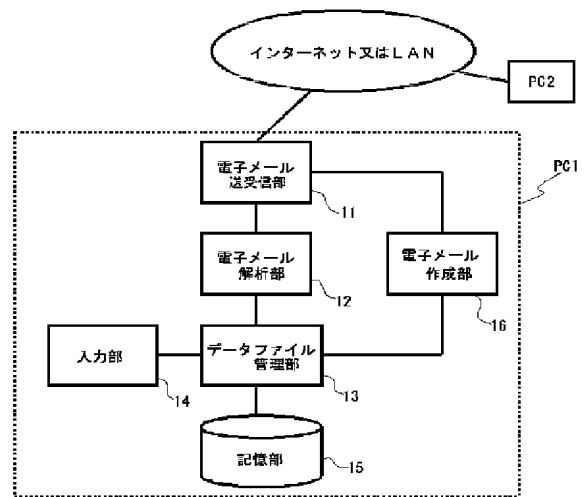 インターネット又はLAN
PC2
PC1
電子メール
送受信部
11
電子メール
解析部
12
電子メール
作成部
16
入力部
14
データファイル
管理部
13
記憶部
15